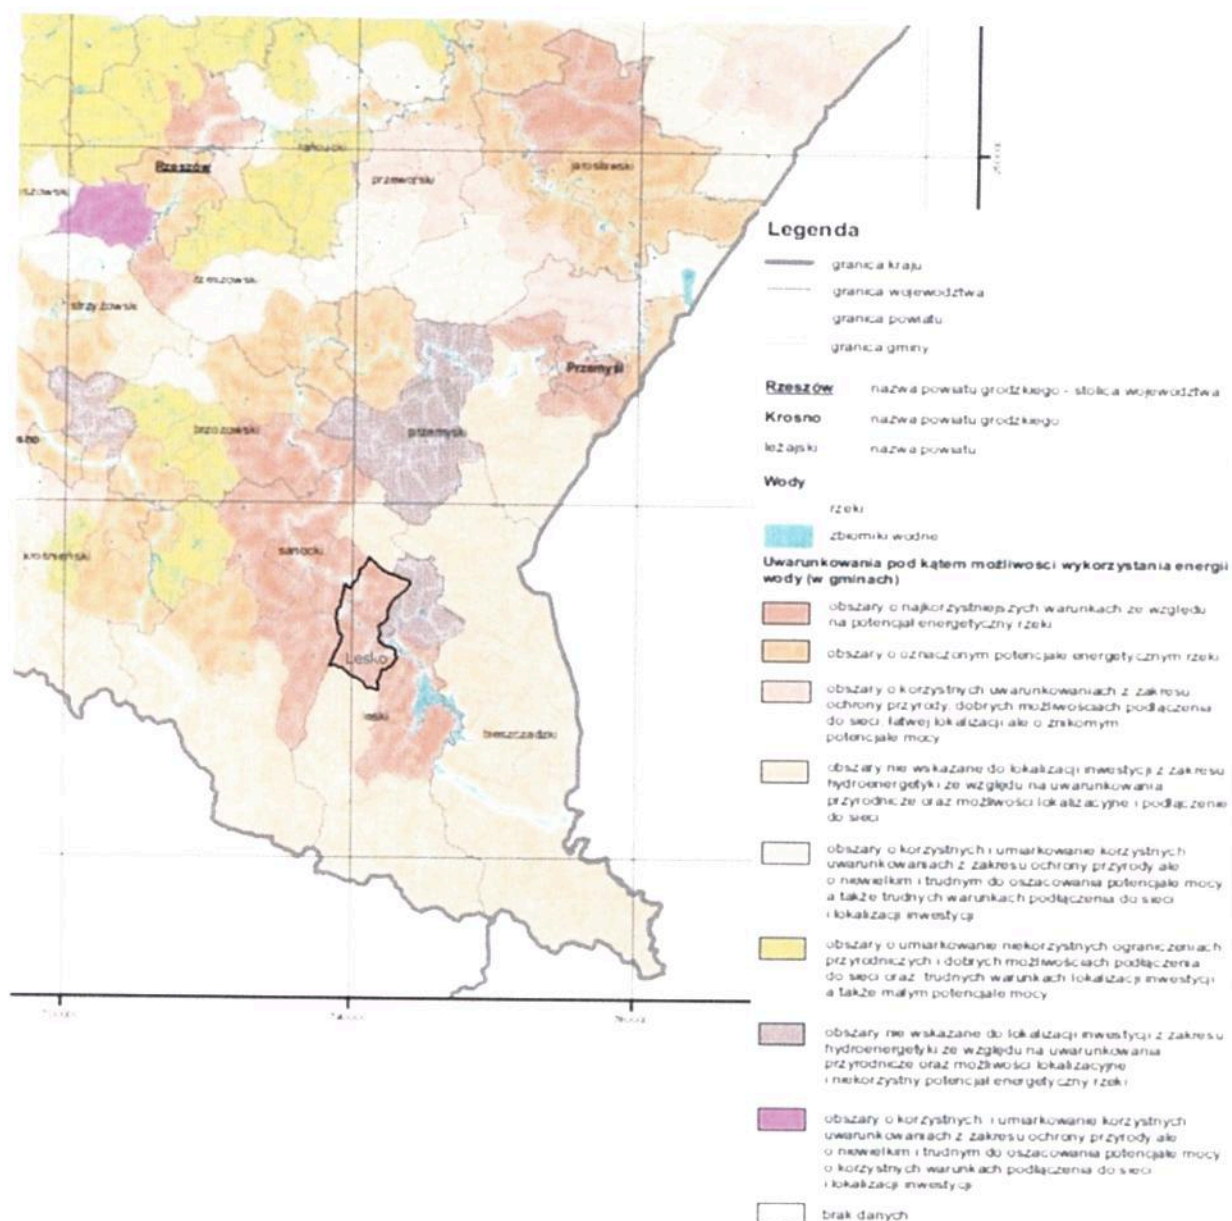 łańcucki
Rzeszów
przeworski
jarosławski
rzeszowski
strzyżowski
Przemyśl
brzozowski
przemyski
sanocki
krośnieński
Lesko
leski
bieszczadzki
Legenda
granica kraju
granica województwa
granica powiatu
granica gminy
Rzeszów nazwa powiatu grodzkiego - stolica województwa
Krosno nazwa powiatu grodzkiego
leżajski nazwa powiatu
Wody
rzeki
zbiorniki wodne
Uwarunkowania pod kątem możliwości wykorzystania energii
wody (w gminach)
obszary o najkorzystniejszych warunkach ze względu
na potencjał energetyczny rzeki
obszary o oznaczonym potencjale energetycznym rzeki
obszary o korzystnych uwarunkowaniach z zakresu
ochrony przyrody, dobrych możliwościach podłączenia
do sieci, łatwej lokalizacji ale o znikomym
potencjale mocy
obszary nie wskazane do lokalizacji inwestycji z zakresu
hydroenergetyki ze względu na uwarunkowania
przyrodnicze oraz możliwości lokalizacyjne i podłączenie
do sieci
obszary o korzystnych i umiarkowanie korzystnych
uwarunkowaniach z zakresu ochrony przyrody ale
o niewielkim i trudnym do oszacowania potencjale mocy
a także trudnych warunkach podłączenia do sieci
i lokalizacji inwestycji
obszary o umiarkowanie niekorzystnych ograniczeniach
przyrodniczych i dobrych możliwościach podłączenia
do sieci oraz trudnych warunkach lokalizacji inwestycji
a także małym potencjale mocy
obszary nie wskazane do lokalizacji inwestycji z zakresu
hydroenergetyki ze względu na uwarunkowania
przyrodnicze oraz możliwości lokalizacyjne
i niekorzystny potencjał energetyczny rzeki
obszary o korzystnych i umiarkowanie korzystnych
uwarunkowaniach z zakresu ochrony przyrody ale
o niewielkim i trudnym do oszacowania potencjale mocy
o korzystnych warunkach podłączenia do sieci
i lokalizacji inwestycji
brak danych